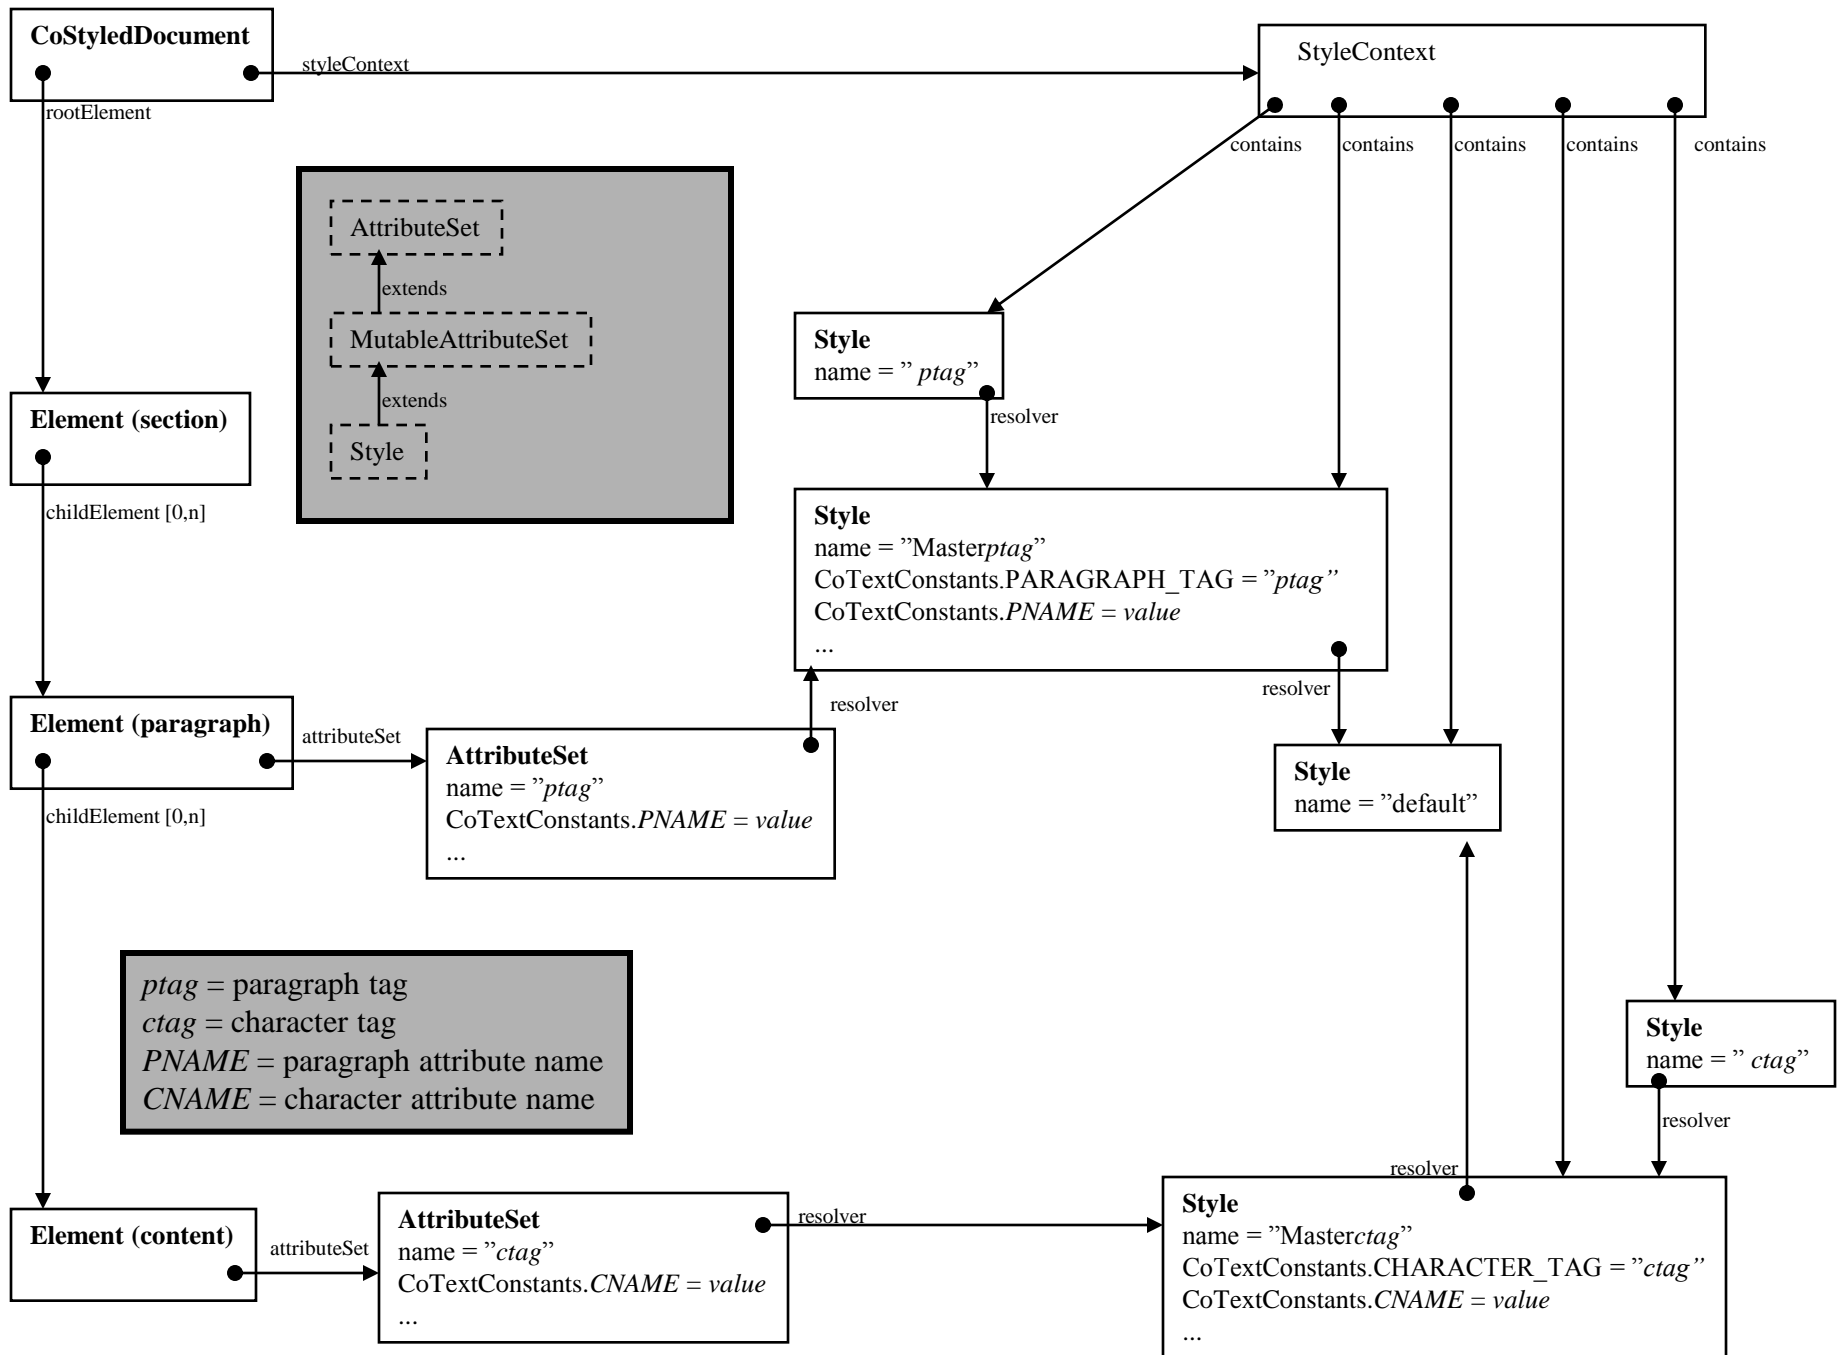 CoStyledDocument
styleContext
StyleContext
rootElement
contains
contains
contains
contains
contains
AttributeSet
extends
MutableAttributeSet
extends
Style
Style
name = ” ptag”
resolver
Element (section)
childElement [0,n]
Style
name = ”Masterptag”
CoTextConstants.PARAGRAPH_TAG = ”ptag”
CoTextConstants.PNAME = value
...
resolver
resolver
Element (paragraph)
attributeSet
childElement [0,n]
AttributeSet
name = ”ptag”
CoTextConstants.PNAME = value
...
Style
name = ”default”
ptag = paragraph tag
ctag = character tag
PNAME = paragraph attribute name
CNAME = character attribute name
Style
name = ” ctag”
resolver
resolver
Element (content)
attributeSet
AttributeSet
name = ”ctag”
CoTextConstants.CNAME = value
...
resolver
Style
name = ”Masterctag”
CoTextConstants.CHARACTER_TAG = ”ctag”
CoTextConstants.CNAME = value
...